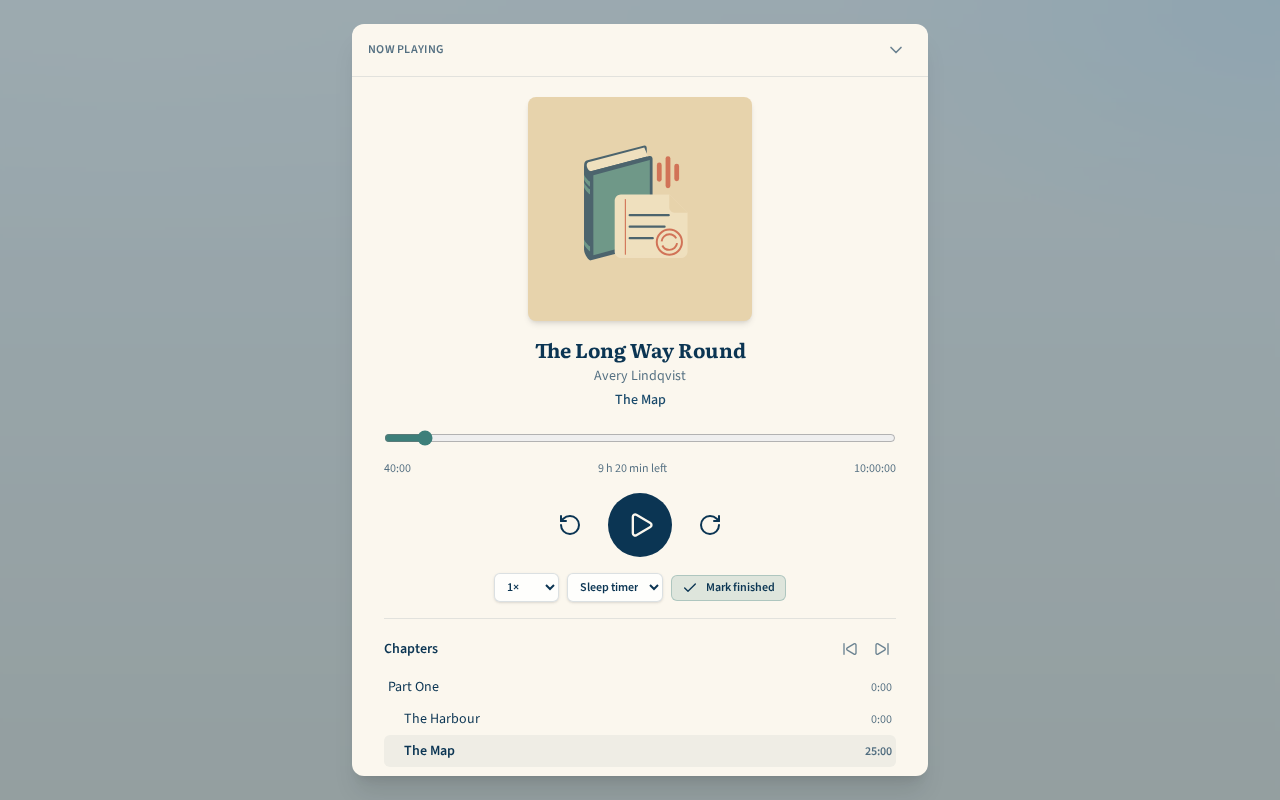 NOW PLAYING
The Long Way Round
Avery Lindqvist
The Map
40:00 9 h 20 min left 10:00:00
1× Sleep timer Mark finished
Chapters
Part One 0:00
The Harbour 0:00
The Map 25:00